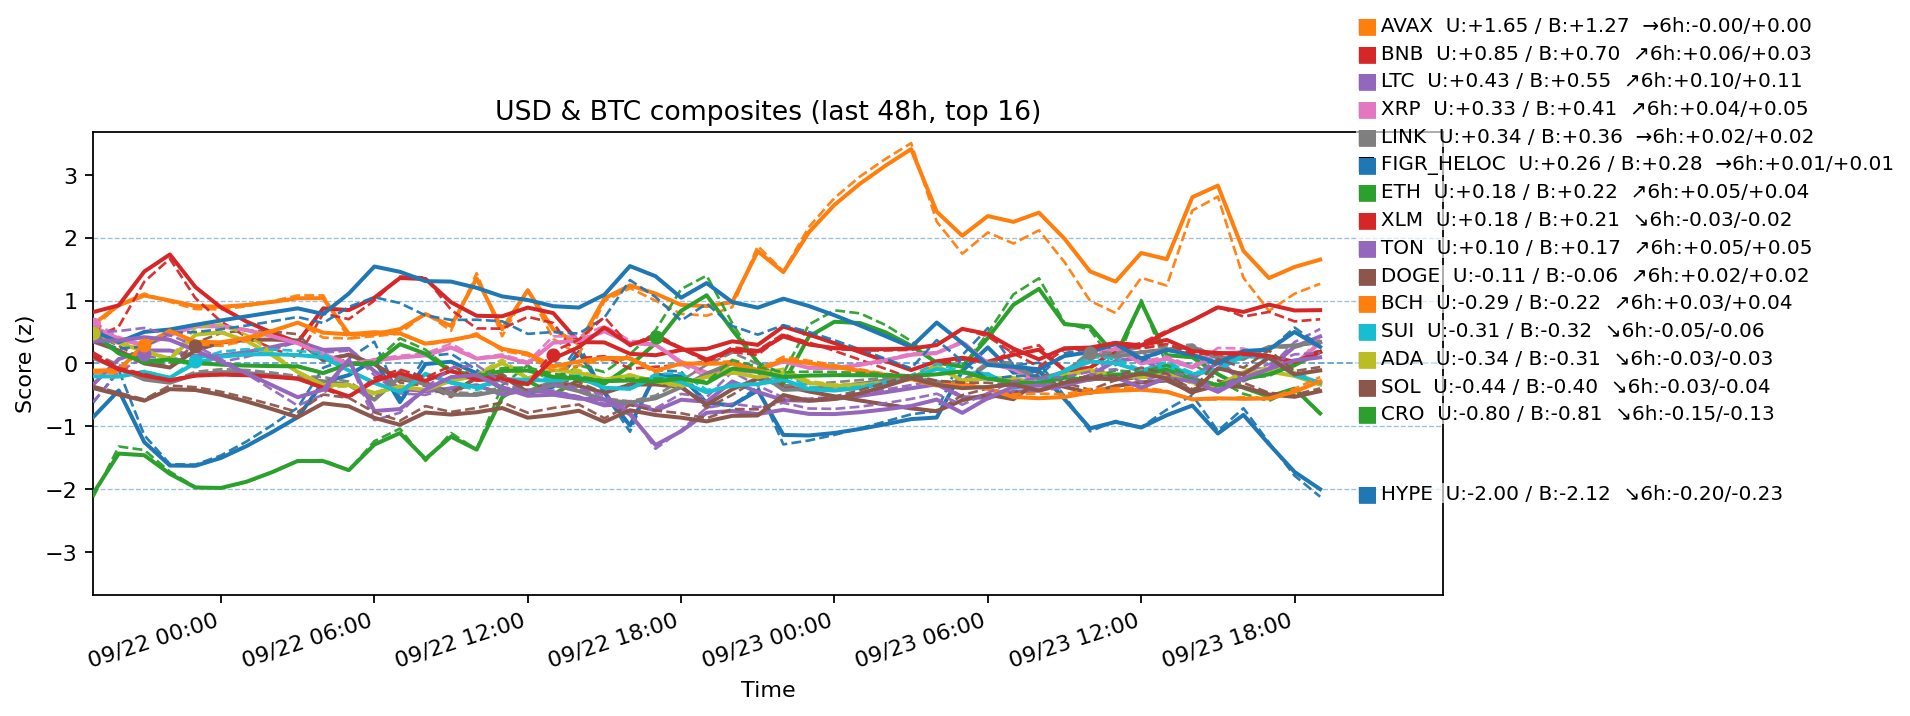 AVAX U:+1.65 / B:+1.27 →6h:-0.00/+0.00
BNB U:+0.85 / B:+0.70 ↗6h:+0.06/+0.03
LTC U:+0.43 / B:+0.55 ↗6h:+0.10/+0.11
XRP U:+0.33 / B:+0.41 ↗6h:+0.04/+0.05
LINK U:+0.34 / B:+0.36 →6h:+0.02/+0.02
FIGR_HELOC U:+0.26 / B:+0.28 →6h:+0.01/+0.01
ETH U:+0.18 / B:+0.22 ↗6h:+0.05/+0.04
XLM U:+0.18 / B:+0.21 ↘6h:-0.03/-0.02
TON U:+0.10 / B:+0.17 ↗6h:+0.05/+0.05
DOGE U:-0.11 / B:-0.06 ↗6h:+0.02/+0.02
BCH U:-0.29 / B:-0.22 ↗6h:+0.03/+0.04
SUI U:-0.31 / B:-0.32 ↘6h:-0.05/-0.06
ADA U:-0.34 / B:-0.31 ↘6h:-0.03/-0.03
SOL U:-0.44 / B:-0.40 ↘6h:-0.03/-0.04
CRO U:-0.80 / B:-0.81 ↘6h:-0.15/-0.13
HYPE U:-2.00 / B:-2.12 ↘6h:-0.20/-0.23
USD & BTC composites (last 48h, top 16)
Score (z)
3
2
1
0
−1
−2
−3
09/22 00:00
09/22 06:00
09/22 12:00
09/22 18:00
09/23 00:00
09/23 06:00
09/23 12:00
09/23 18:00
Time